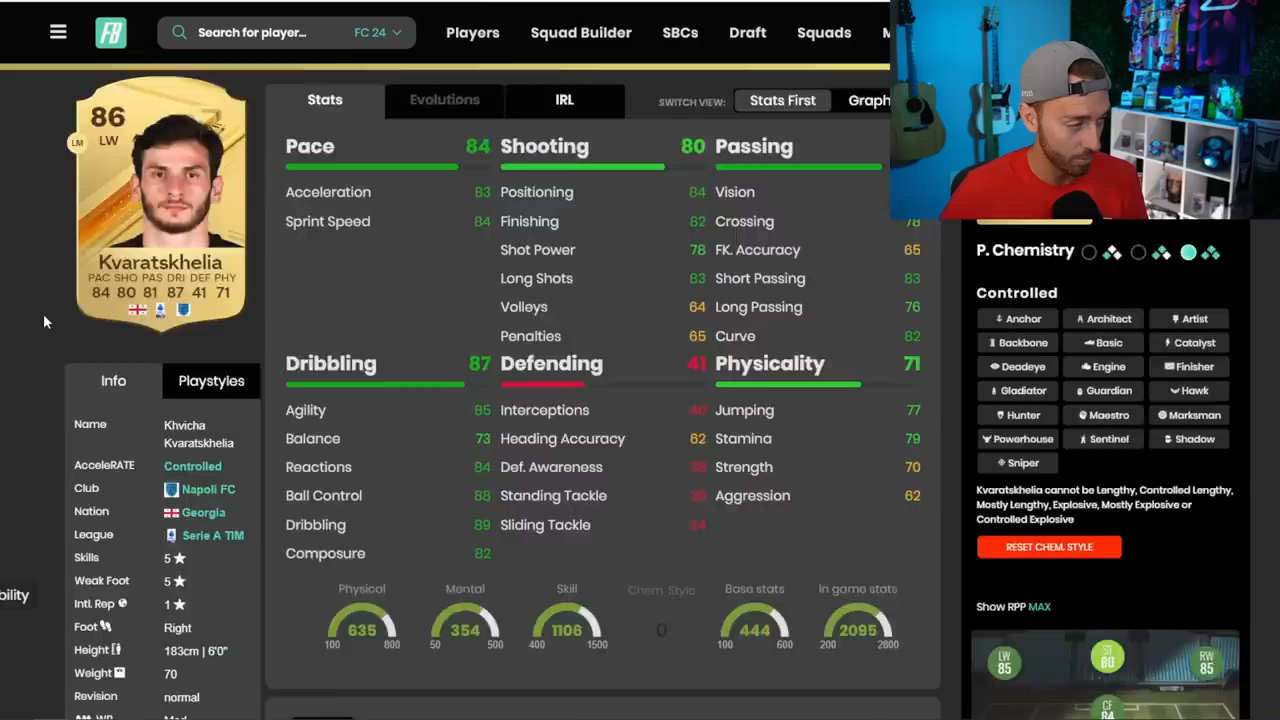 FB
Search for player...
FC 24
Players
Squad Builder
SBCs
Draft
Squads
M
86
LW
LM
Kvaratskhelia
PAC SHO PAS DRI DEF PHY
84 80 81 87 41 71
Stats
Evolutions
IRL
SWITCH VIEW:
Stats First
Graph
Pace 84
Acceleration 83
Sprint Speed 84
Shooting 80
Positioning 84
Finishing 82
Shot Power 78
Long Shots 83
Volleys 64
Penalties 65
Passing
Vision
Crossing 78
FK. Accuracy 65
Short Passing 83
Long Passing 76
Curve 82
Dribbling 87
Agility 85
Balance 73
Reactions 84
Ball Control 88
Dribbling 89
Composure 82
Defending 41
Interceptions 40
Heading Accuracy 62
Def. Awareness
Standing Tackle
Sliding Tackle
Physicality 71
Jumping 77
Stamina 79
Strength 70
Aggression 62
Physical
635
100 800
Mental
354
50 500
Skill
1106
400 1500
Chem. Style
0
Base stats
444
100 600
In game stats
2095
200 2800
Info
Playstyles
Name Khvicha
Kvaratskhelia
AcceleRATE Controlled
Club Napoli FC
Nation Georgia
League Serie A TIM
Skills 5★
Weak Foot 5★
Intl. Rep 1★
Foot Right
Height 183cm | 6'0"
Weight 70
Revision normal
bility
P. Chemistry
Controlled
Anchor Architect Artist
Backbone Basic Catalyst
Deadeye Engine Finisher
Gladiator Guardian Hawk
Hunter Maestro Marksman
Powerhouse Sentinel Shadow
Sniper
Kvaratskhelia cannot be Lengthy, Controlled Lengthy,
Mostly Lengthy, Explosive, Mostly Explosive or
Controlled Explosive
RESET CHEM. STYLE
Show RPP MAX
LW
85
ST
80
RW
85
CF
84